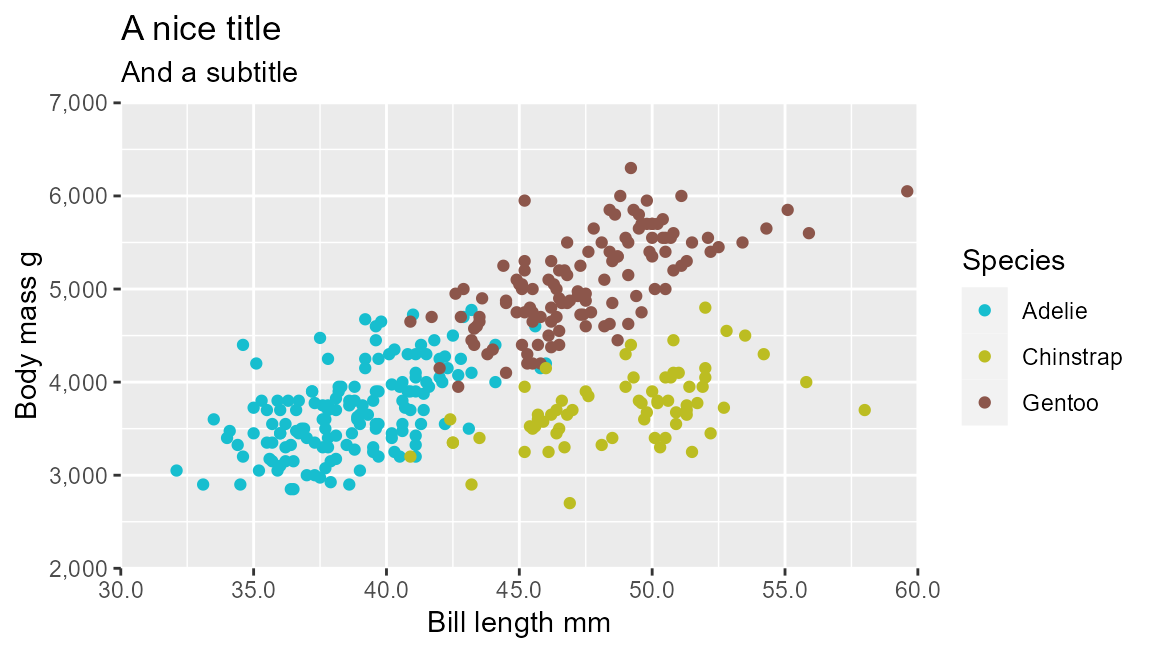 A nice title
And a subtitle
7,000
6,000
5,000
4,000
3,000
2,000
Body mass g
30.0 35.0 40.0 45.0 50.0 55.0 60.0
Bill length mm
Species
Adelie
Chinstrap
Gentoo